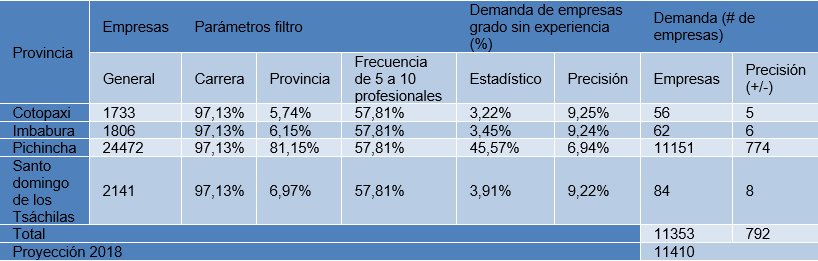 Provincia
Empresas
Parámetros filtro
Demanda de empresas
grado sin experiencia
(%)
Demanda (# de
empresas)
General
Carrera
Provincia
Frecuencia
de 5 a 10
profesionales
Estadístico
Precisión
Empresas
Precisión
(+/-)
Cotopaxi 1733 97,13% 5,74% 57,81% 3,22% 9,25% 56 5
Imbabura 1806 97,13% 6,15% 57,81% 3,45% 9,24% 62 6
Pichincha 24472 97,13% 81,15% 57,81% 45,57% 6,94% 11151 774
Santo
domingo
de los
Tsáchilas
2141 97,13% 6,97% 57,81% 3,91% 9,22% 84 8
Total 11353 792
Proyección 2018 11410